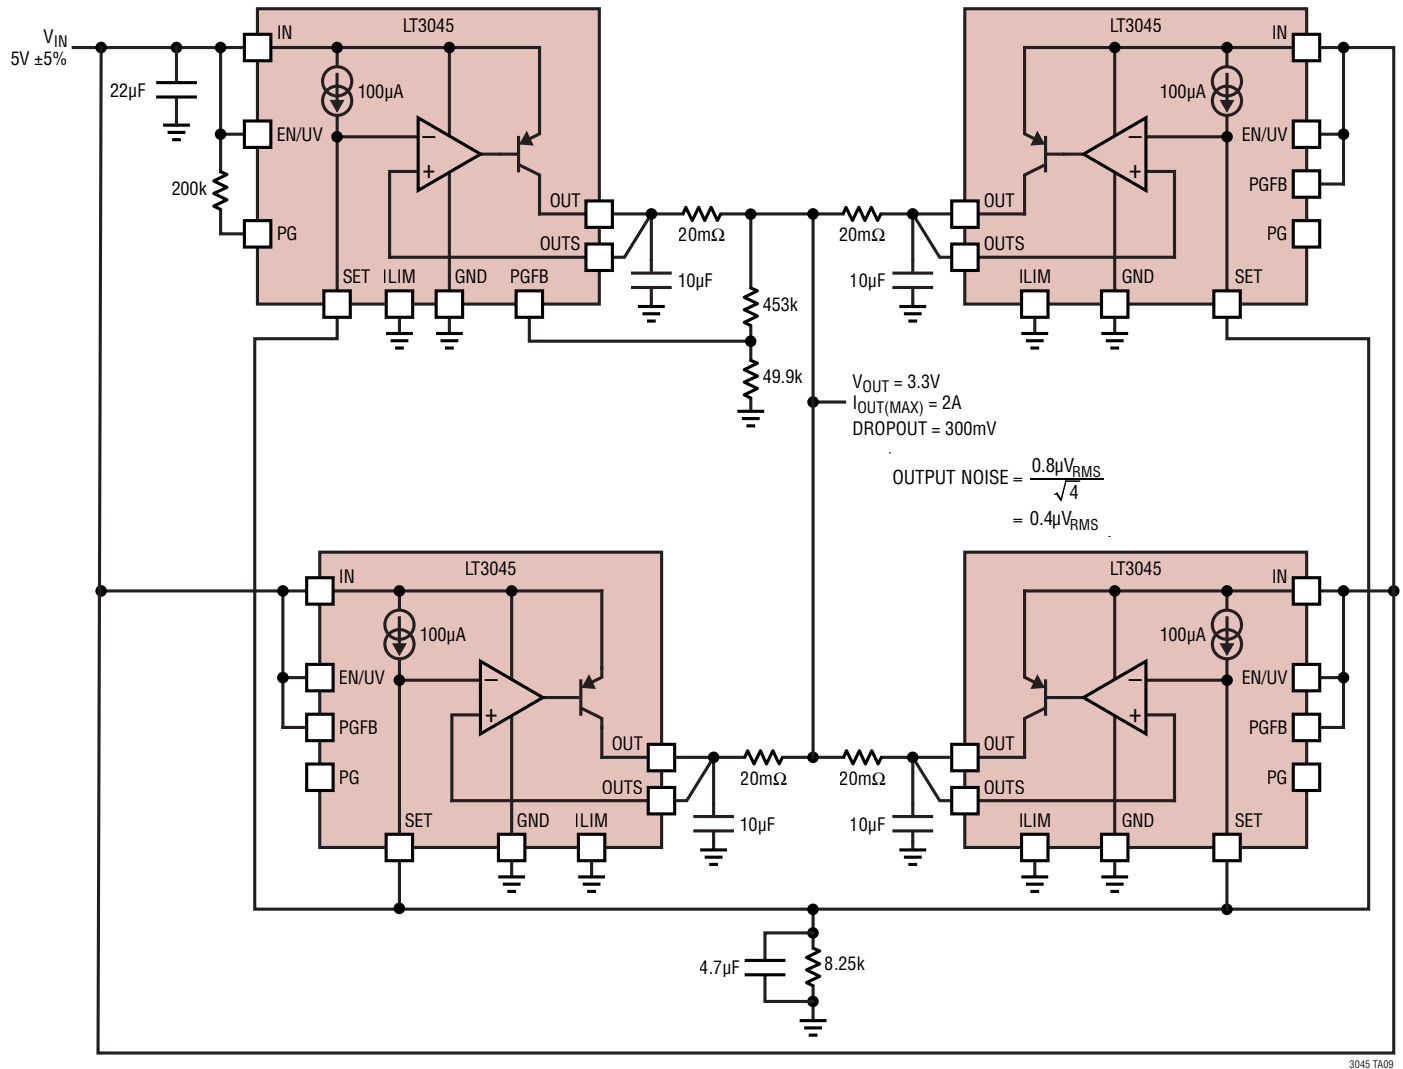 LT3045
IN
V_IN
5V ±5%
22µF
100µA
EN/UV
−
+
200k
PG
OUT
OUTS
SET
ILIM
GND
PGFB
20mΩ
10µF
453k
49.9k
LT3045
IN
100µA
EN/UV
−
+
PGFB
PG
OUT
OUTS
ILIM
GND
SET
20mΩ
10µF
V_OUT = 3.3V
I_OUT(MAX) = 2A
DROPOUT = 300mV
OUTPUT NOISE = 0.8µV_RMS / √4
= 0.4µV_RMS
LT3045
IN
100µA
EN/UV
−
+
PGFB
PG
OUT
OUTS
SET
GND
ILIM
20mΩ
10µF
LT3045
IN
100µA
EN/UV
−
+
PGFB
PG
OUT
OUTS
ILIM
GND
SET
20mΩ
10µF
4.7µF
8.25k
3045 TA09